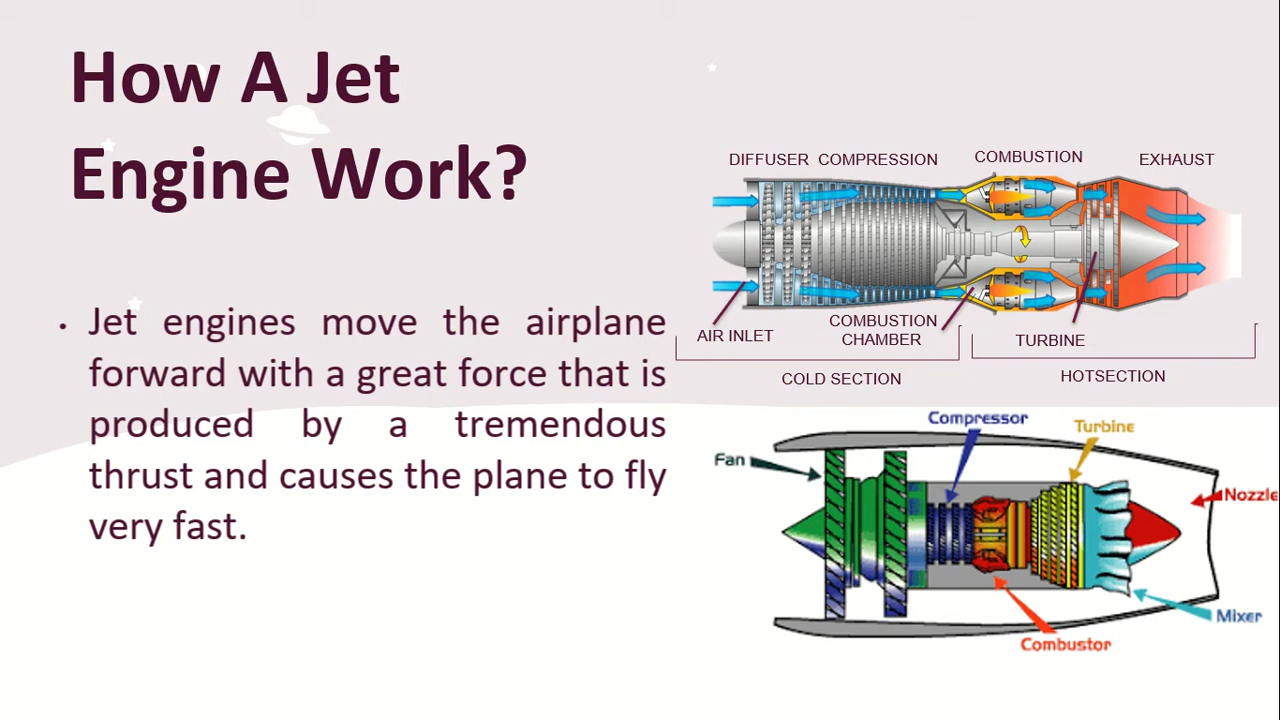 How A Jet
Engine Work?
• Jet engines move the airplane
forward with a great force that is
produced by a tremendous
thrust and causes the plane to fly
very fast.
DIFFUSER COMPRESSION COMBUSTION EXHAUST
AIR INLET
COMBUSTION
CHAMBER
TURBINE
COLD SECTION
HOTSECTION
Compressor
Turbine
Fan
Nozzle
Mixer
Combustor